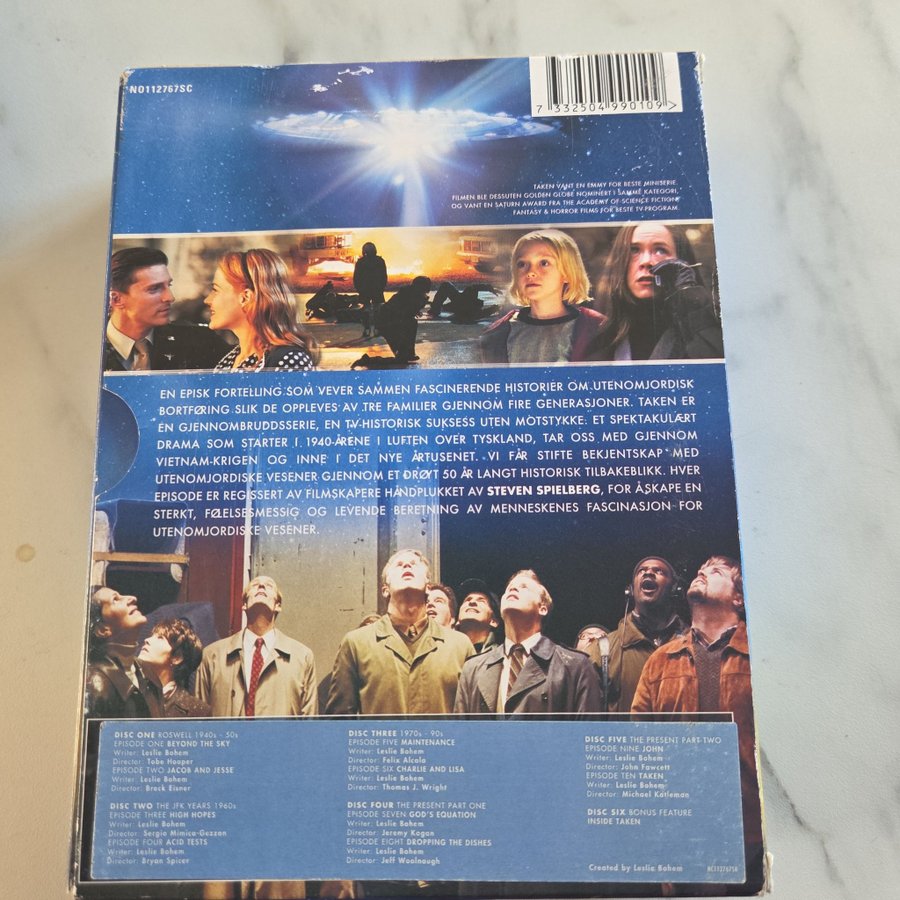 NO112767SC
7 332504 990109 >
TAKEN VANT EN EMMY FOR BESTE MINISERIE.
FILMEN BLE DESSUTEN GOLDEN GLOBE NOMINERT I SAMME KATEGORI,
OG VANT EN SATURN AWARD FRA THE ACADEMY OF SCIENCE FICTION,
FANTASY & HORROR FILMS FOR BESTE TV-PROGRAM.
EN EPISK FORTELLING SOM VEVER SAMMEN FASCINERENDE HISTORIER OM UTENOMJORDISK
BORTFØRING SLIK DE OPPLEVES AV TRE FAMILIER GJENNOM FIRE GENERASJONER. TAKEN ER
EN GJENNOMBRUDDSSERIE, EN TV-HISTORISK SUKSESS UTEN MOTSTYKKE: ET SPEKTAKULÆRT
DRAMA SOM STARTER I 1940-ÅRENE I LUFTEN OVER TYSKLAND, TAR OSS MED GJENNOM
VIETNAM-KRIGEN OG INNE I DET NYE ÅRTUSENET. VI FÅR STIFTE BEKJENTSKAP MED
UTENOMJORDISKE VESENER GJENNOM ET DRØYT 50 ÅR LANGT HISTORISK TILBAKEBLIKK. HVER
EPISODE ER REGISSERT AV FILMSKAPERE HÅNDPLUKKET AV STEVEN SPIELBERG, FOR Å SKAPE EN
STERKT, FØLELSESMESSIG OG LEVENDE BERETNING AV MENNESKENES FASCINASJON FOR
UTENOMJORDISKE VESENER.
DISC ONE ROSWELL 1940s - 50s
EPISODE ONE BEYOND THE SKY
Writer: Leslie Bohem
Director: Tobe Hooper
EPISODE TWO JACOB AND JESSE
Writer: Leslie Bohem
Director: Breck Eisner
DISC TWO THE JFK YEARS 1960s
EPISODE THREE HIGH HOPES
Writer: Leslie Bohem
Director: Sergio Mimica-Gezzan
EPISODE FOUR ACID TESTS
Writer: Leslie Bohem
Director: Bryan Spicer
DISC THREE 1970s - 90s
EPISODE FIVE MAINTENANCE
Writer: Leslie Bohem
Director: Felix Alcala
EPISODE SIX CHARLIE AND LISA
Writer: Leslie Bohem
Director: Thomas J. Wright
DISC FOUR THE PRESENT PART ONE
EPISODE SEVEN GOD'S EQUATION
Writer: Leslie Bohem
Director: Jeremy Kagan
EPISODE EIGHT DROPPING THE DISHES
Writer: Leslie Bohem
Director: Jeff Woolnough
DISC FIVE THE PRESENT PART TWO
EPISODE NINE JOHN
Writer: Leslie Bohem
Director: John Fawcett
EPISODE TEN TAKEN
Writer: Leslie Bohem
Director: Michael Katleman
DISC SIX BONUS FEATURE
INSIDE TAKEN
Created by Leslie Bohem
NO112767SR